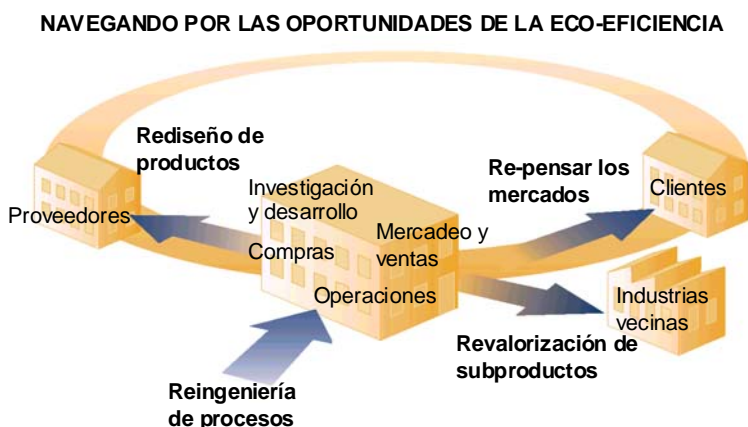 NAVEGANDO POR LAS OPORTUNIDADES DE LA ECO-EFICIENCIA
Rediseño de
productos
Proveedores
Investigación
y desarrollo
Compras
Mercadeo y
ventas
Operaciones
Re-pensar los
mercados
Clientes
Industrias
vecinas
Revalorización de
subproductos
Reingeniería
de procesos